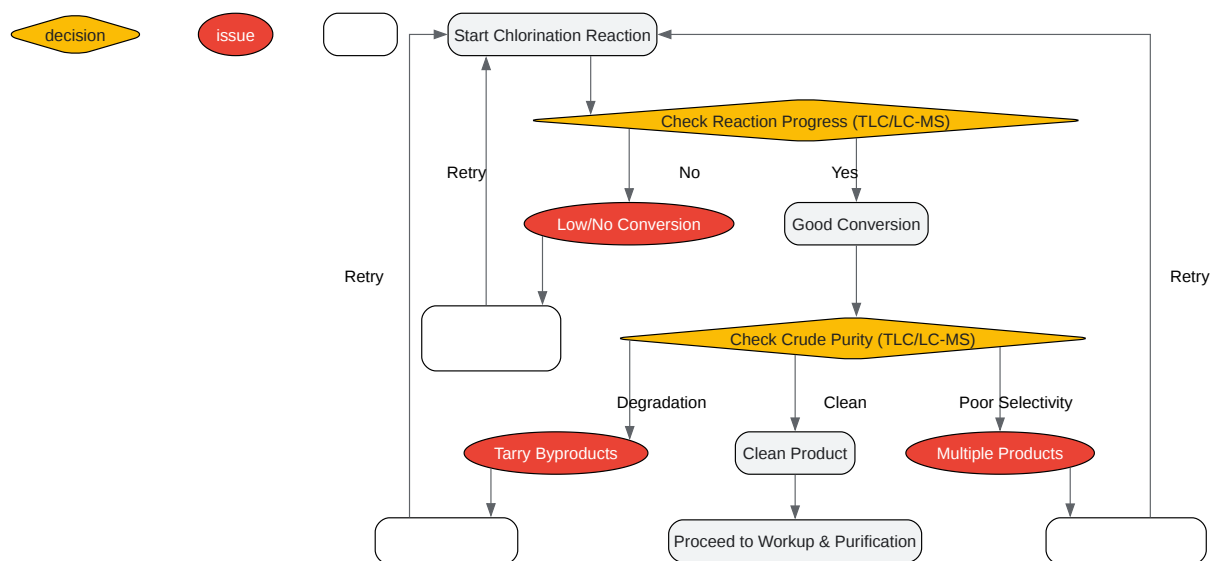 decision
issue
Start Chlorination Reaction
Check Reaction Progress (TLC/LC-MS)
Retry
No
Yes
Low/No Conversion
Good Conversion
Retry
Retry
Check Crude Purity (TLC/LC-MS)
Degradation
Clean
Poor Selectivity
Tarry Byproducts
Clean Product
Multiple Products
Proceed to Workup & Purification